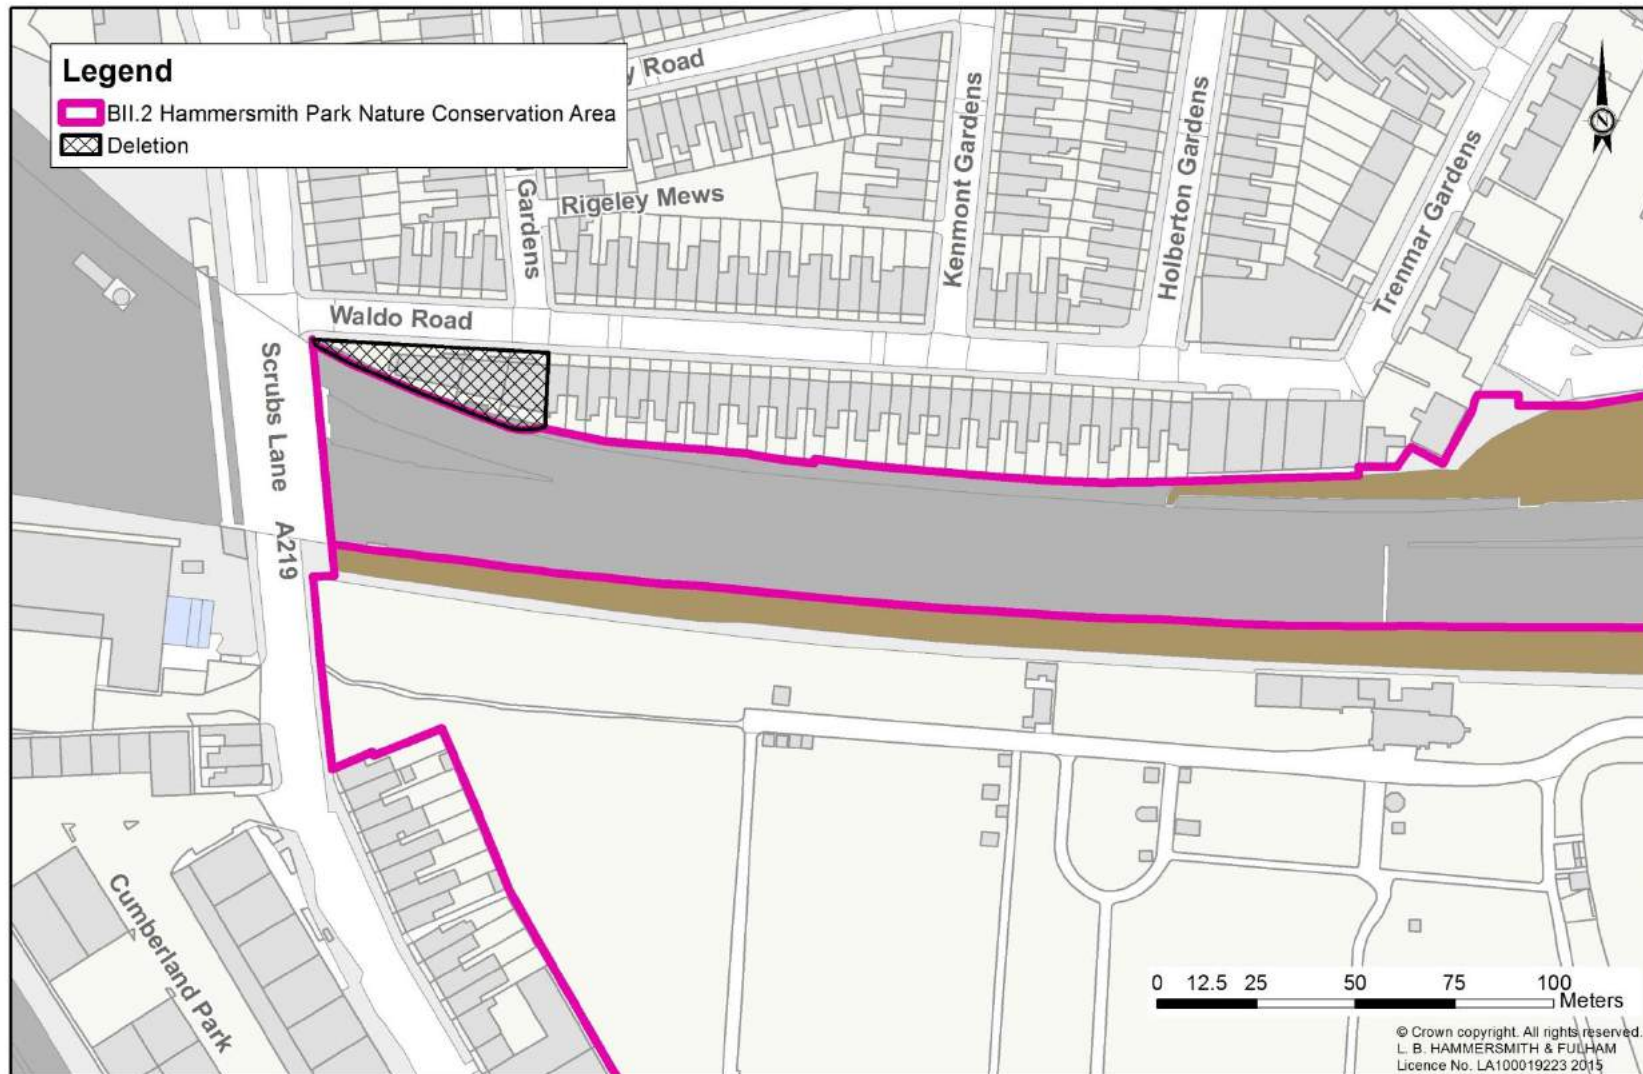 Legend
BII.2 Hammersmith Park Nature Conservation Area
Deletion
y Road
Gardens
Rigeley Mews
Kenmont Gardens
Holberton Gardens
Trenmar Gardens
Waldo Road
Scrubs Lane A219
Cumberland Park
0 12.5 25 50 75 100
Meters
© Crown copyright. All rights reserved.
L. B. HAMMERSMITH & FULHAM
Licence No. LA100019223 2015